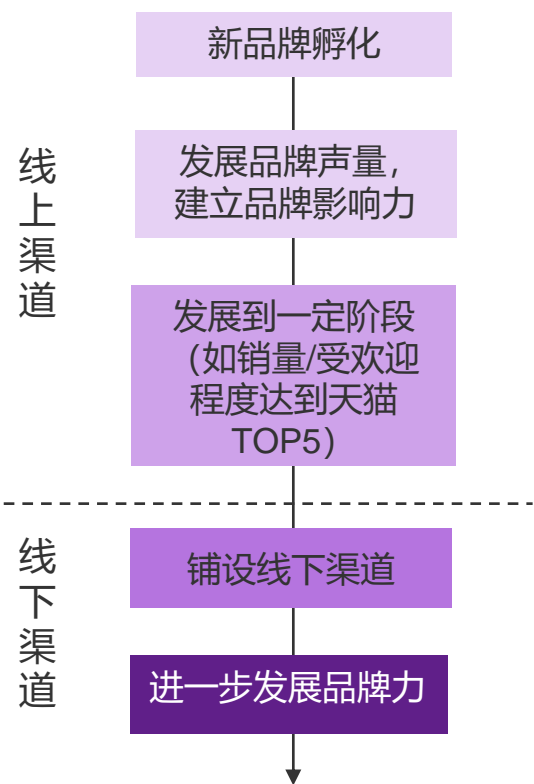 线上渠道
新品牌孵化
发展品牌声量，
建立品牌影响力
发展到一定阶段
（如销量/受欢迎
程度达到天猫
TOP5）
线下渠道
铺设线下渠道
进一步发展品牌力